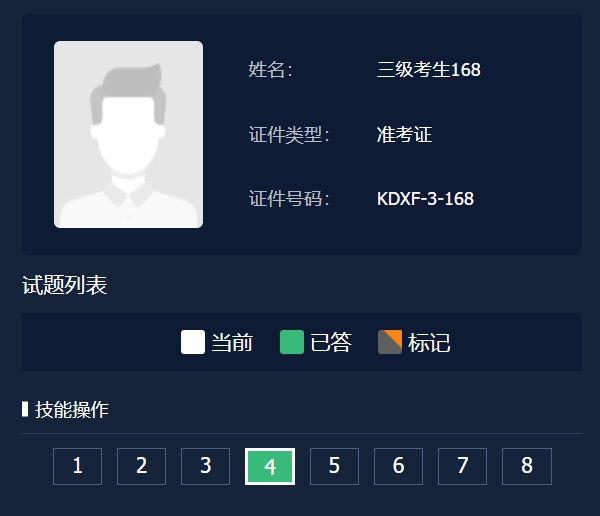 姓名： 三级考生168
证件类型： 准考证
证件号码： KDXF-3-168
试题列表
当前 已答 标记
技能操作
1 2 3 4 5 6 7 8